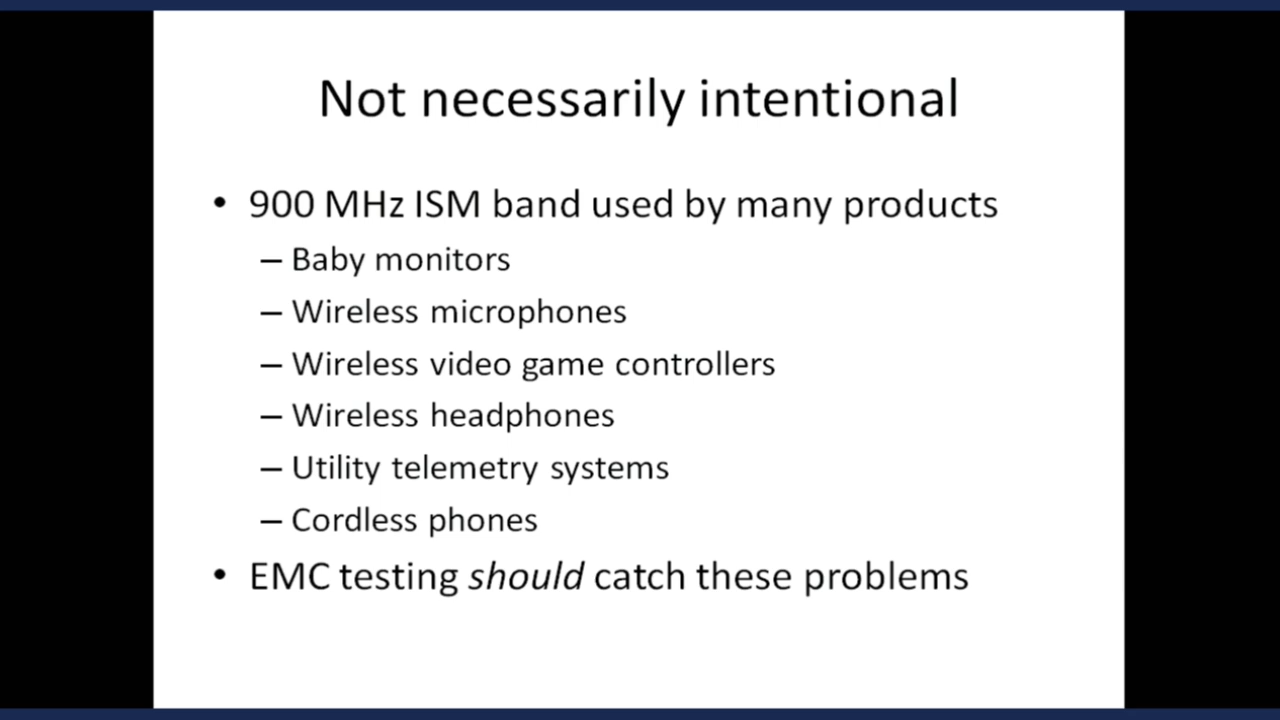 Not necessarily intentional
• 900 MHz ISM band used by many products
– Baby monitors
– Wireless microphones
– Wireless video game controllers
– Wireless headphones
– Utility telemetry systems
– Cordless phones
• EMC testing should catch these problems